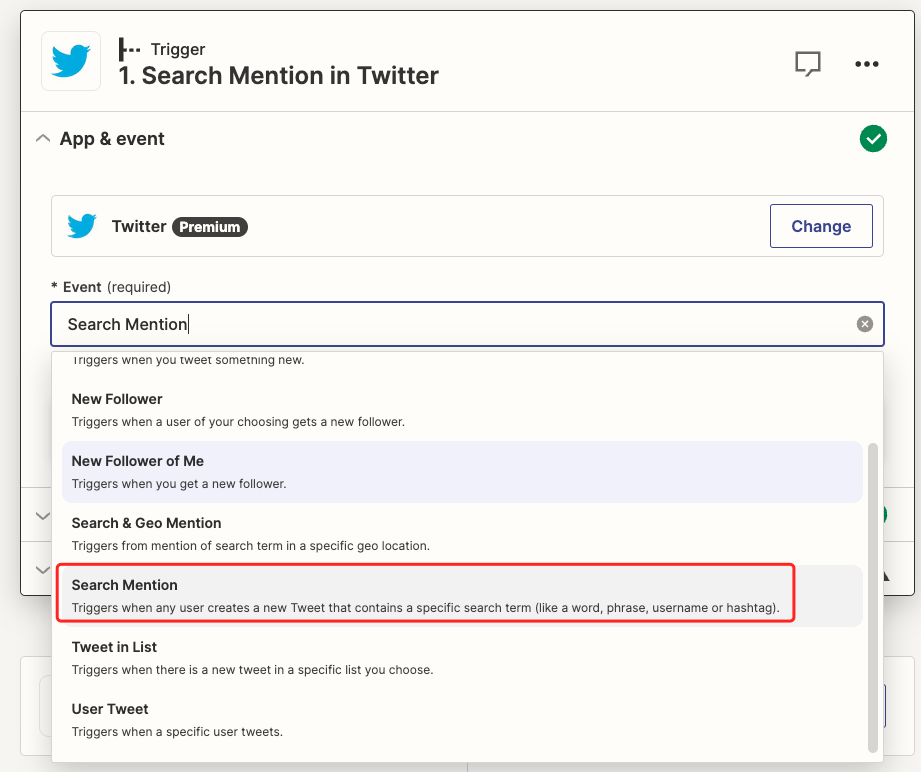 Trigger
1. Search Mention in Twitter
App & event
Twitter Premium
Change
* Event (required)
Search Mention
Triggers when you tweet something new.
New Follower
Triggers when a user of your choosing gets a new follower.
New Follower of Me
Triggers when you get a new follower.
Search & Geo Mention
Triggers from mention of search term in a specific geo location.
Search Mention
Triggers when any user creates a new Tweet that contains a specific search term (like a word, phrase, username or hashtag).
Tweet in List
Triggers when there is a new tweet in a specific list you choose.
User Tweet
Triggers when a specific user tweets.